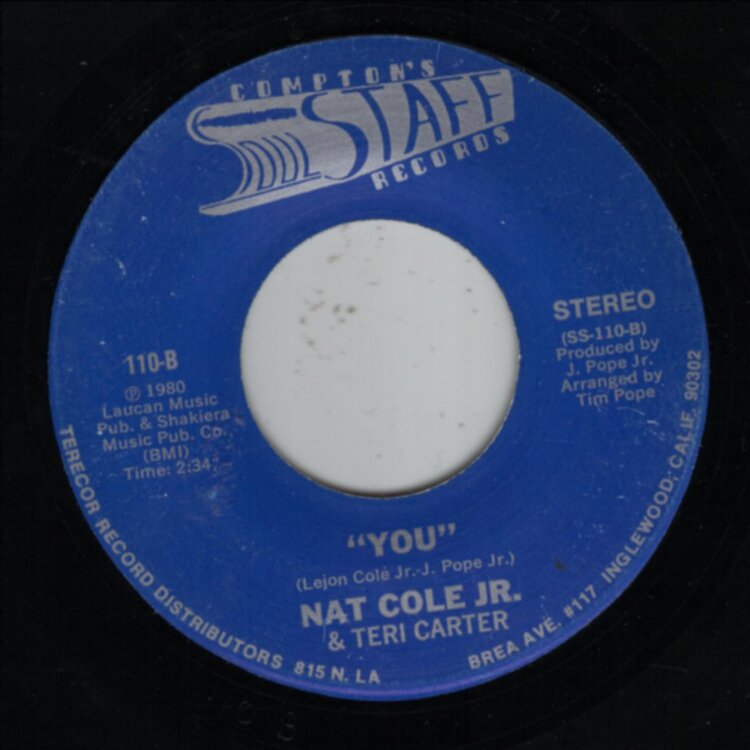 COMPTON'S
SOUL STAFF
RECORDS
STEREO
(SS-110-B)
Produced by
J. Pope Jr.
Arranged by
Tim Pope
110-B
℗ 1980
Laucan Music
Pub. & Shakiera
Music Pub. Co.
(BMI)
Time: 2:34
"YOU"
(Lejon Cole Jr.-J. Pope Jr.)
NAT COLE JR.
& TERI CARTER
TERECOR RECORD DISTRIBUTORS 815 N. LA BREA AVE. #117 INGLEWOOD, CALIF. 90302